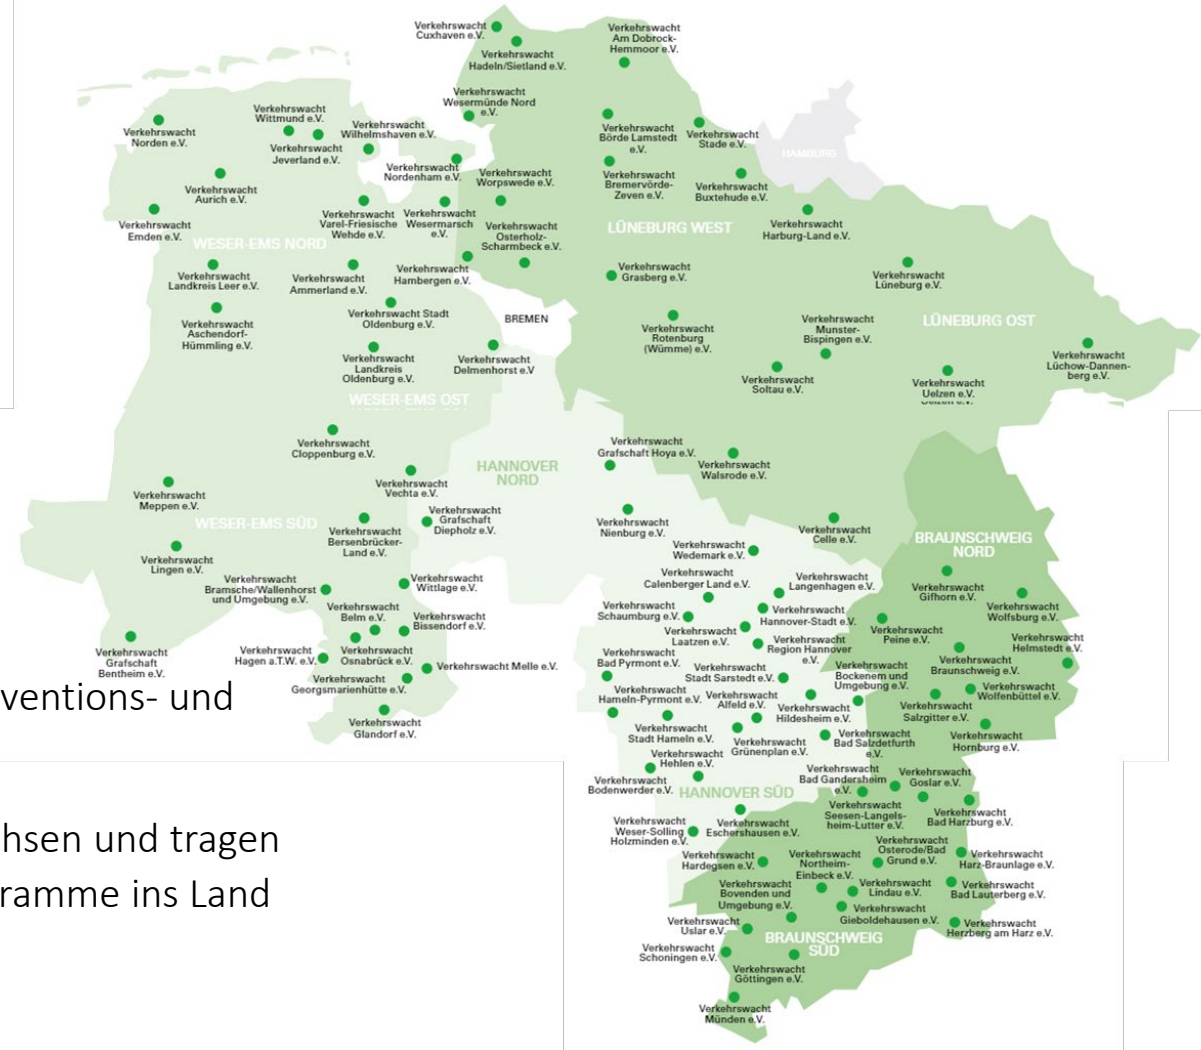 Verkehrswacht
Cuxhaven e.V.
Verkehrswacht
Hadeln/Sietland e.V.
Verkehrswacht
Am Dobrock-
Hemmoor e.V.
Verkehrswacht
Wesermünde Nord
e.V.
Verkehrswacht
Norden e.V.
Verkehrswacht
Wittmund e.V.
Verkehrswacht
Jeverland e.V.
Verkehrswacht
Wilhelmshaven e.V.
Verkehrswacht
Nordenham e.V.
Verkehrswacht
Worpswede e.V.
Verkehrswacht
Börde Lamstedt
e.V.
Verkehrswacht
Stade e.V.
HAMBURG
Verkehrswacht
Aurich e.V.
Verkehrswacht
Bremervörde-
Zeven e.V.
Verkehrswacht
Buxtehude e.V.
Verkehrswacht
Emden e.V.
Verkehrswacht
Varel-Friesische
Wehde e.V.
Verkehrswacht
Wesermarsch
e.V.
Verkehrswacht
Osterholz-
Scharmbeck e.V.
LÜNEBURG WEST
Verkehrswacht
Harburg-Land e.V.
WESER-EMS NORD
Verkehrswacht
Landkreis Leer e.V.
Verkehrswacht
Ammerland e.V.
Verkehrswacht
Hambergen e.V.
Verkehrswacht
Grasberg e.V.
Verkehrswacht
Lüneburg e.V.
Verkehrswacht
Aschendorf-
Hümmling e.V.
Verkehrswacht Stadt
Oldenburg e.V.
BREMEN
Verkehrswacht
Rotenburg
(Wümme) e.V.
Verkehrswacht
Munster-
Bispingen e.V.
LÜNEBURG OST
Verkehrswacht
Landkreis
Oldenburg e.V.
Verkehrswacht
Delmenhorst e.V
Verkehrswacht
Soltau e.V.
Verkehrswacht
Uelzen e.V.
Verkehrswacht
Lüchow-Dannen-
berg e.V.
WESER-EMS OST
Verkehrswacht
Cloppenburg e.V.
HANNOVER
NORD
Verkehrswacht
Grafschaft Hoya e.V.
Verkehrswacht
Walsrode e.V.
Verkehrswacht
Meppen e.V.
Verkehrswacht
Vechta e.V.
WESER-EMS SÜD
Verkehrswacht
Bersenbrücker-
Land e.V.
Verkehrswacht
Grafschaft
Diepholz e.V.
Verkehrswacht
Nienburg e.V.
Verkehrswacht
Celle e.V.
BRAUNSCHWEIG
NORD
Verkehrswacht
Lingen e.V.
Verkehrswacht
Wedemark e.V.
Verkehrswacht
Bramsche/Wallenhorst
und Umgebung e.V.
Verkehrswacht
Wittlage e.V.
Verkehrswacht
Calenberger Land e.V.
Verkehrswacht
Langenhagen e.V.
Verkehrswacht
Gifhorn e.V.
Verkehrswacht
Wolfsburg e.V.
Verkehrswacht
Belm e.V.
Verkehrswacht
Bissendorf e.V.
Verkehrswacht
Schaumburg e.V.
Verkehrswacht
Hannover-Stadt e.V.
Verkehrswacht
Laatzen e.V.
Verkehrswacht
Region Hannover
e.V.
Verkehrswacht
Peine e.V.
Verkehrswacht
Helmstedt e.V.
Verkehrswacht
Grafschaft
Bentheim e.V.
Verkehrswacht
Hagen a.T.W. e.V.
Verkehrswacht
Osnabrück e.V.
Verkehrswacht Melle e.V.
Verkehrswacht
Bad Pyrmont e.V.
Verkehrswacht
Stadt Sarstedt e.V.
Verkehrswacht
Bockenem und
Umgebung e.V.
Verkehrswacht
Braunschweig e.V.
Verkehrswacht
Georgsmarienhütte e.V.
Verkehrswacht
Hameln-Pyrmont e.V.
Verkehrswacht
Alfeld e.V.
Verkehrswacht
Hildesheim e.V.
Verkehrswacht
Salzgitter e.V.
Verkehrswacht
Wolfenbüttel e.V.
ventions- und
Verkehrswacht
Glandorf e.V.
Verkehrswacht
Stadt Hameln e.V.
Verkehrswacht
Grünenplan e.V.
Verkehrswacht
Bad Salzdetfurth
e.V.
Verkehrswacht
Hornburg e.V.
Verkehrswacht
Hehlen e.V.
Verkehrswacht
Bodenwerder e.V.
HANNOVER SÜD
Verkehrswacht
Bad Gandersheim
e.V.
Verkehrswacht
Goslar e.V.
Verkehrswacht
Weser-Solling
Holzminden e.V.
Verkehrswacht
Eschershausen e.V.
Verkehrswacht
Seesen-Langels-
heim-Lutter e.V.
Verkehrswacht
Bad Harzburg e.V.
hsen und tragen
Verkehrswacht
Hardegsen e.V.
Verkehrswacht
Northeim-
Einbeck e.V.
Verkehrswacht
Osterode/Bad
Grund e.V.
Verkehrswacht
Harz-Braunlage e.V.
ramme ins Land
Verkehrswacht
Bovenden und
Umgebung e.V.
Verkehrswacht
Lindau e.V.
Verkehrswacht
Bad Lauterberg e.V.
Verkehrswacht
Uslar e.V.
Verkehrswacht
Gieboldehausen e.V.
Verkehrswacht
Herzberg am Harz e.V.
BRAUNSCHWEIG
SÜD
Verkehrswacht
Schoningen e.V.
Verkehrswacht
Göttingen e.V.
Verkehrswacht
Münden e.V.